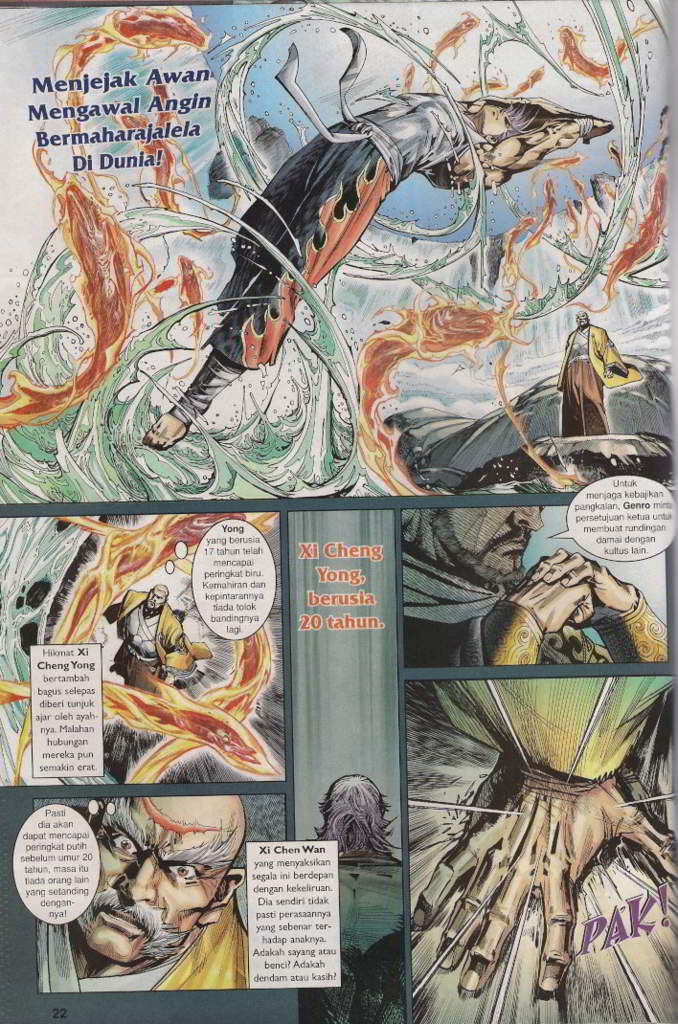 Menjejak Awan
Mengawal Angin
Bermaharajalela
Di Dunia!
Yong
yang berusia
17 tahun telah
mencapai
peringkat biru.
Kemahiran dan
kepintarannya
tiada tolok
bandingnya
lagi.
Hikmat Xi
Cheng Yong
bertambah
bagus selepas
diberi tunjuk
ajar oleh ayah-
nya. Malahan
hubungan
mereka pun
semakin erat.
Xi Cheng
Yong,
berusia
20 tahun.
Untuk
menjaga kebajikan
pangkalan, Genro minta
persetujuan ketua untuk
membuat rundingan
damai dengan
kultus lain.
Pasti
dia akan
dapat mencapai
peringkat putih
sebelum umur 20
tahun, masa itu
tiada orang lain
yang setanding
dengan-
nya!
Xi Chen Wan
yang menyaksikan
segala ini berdepan
dengan kekeliruan.
Dia sendiri tidak
pasti perasaannya
yang sebenar ter-
hadap anaknya.
Adakah sayang atau
benci? Adakah
dendam atau kasih?
PAK!
22